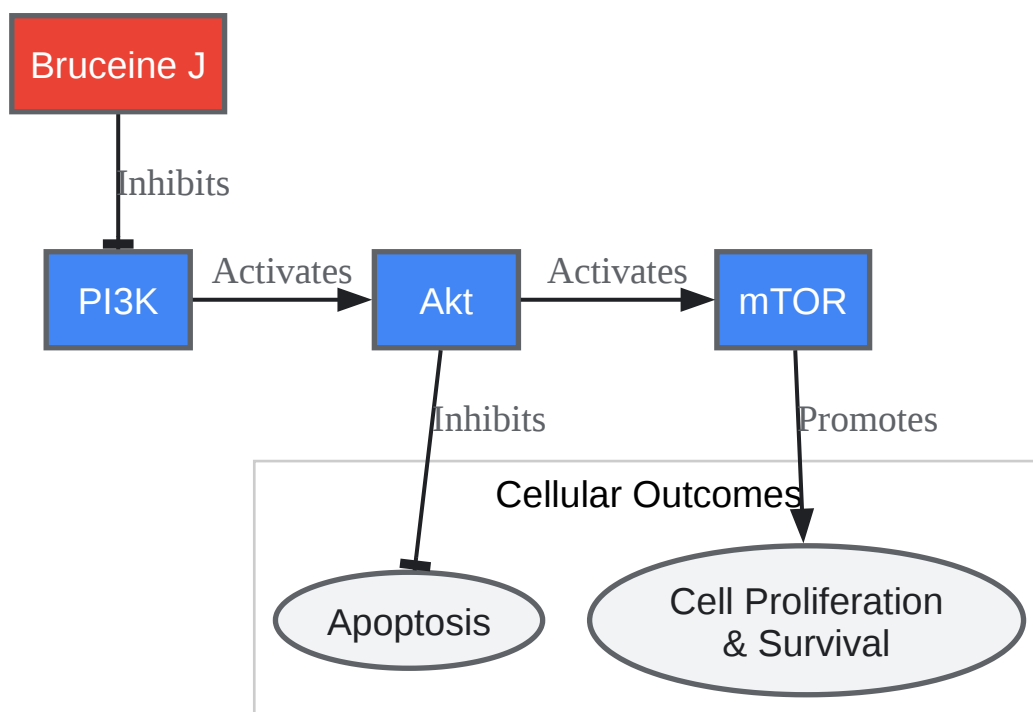 Bruceine J
Inhibits
PI3K
Activates
Akt
Activates
mTOR
Inhibits
Promotes
Cellular Outcomes
Apoptosis
Cell Proliferation
& Survival